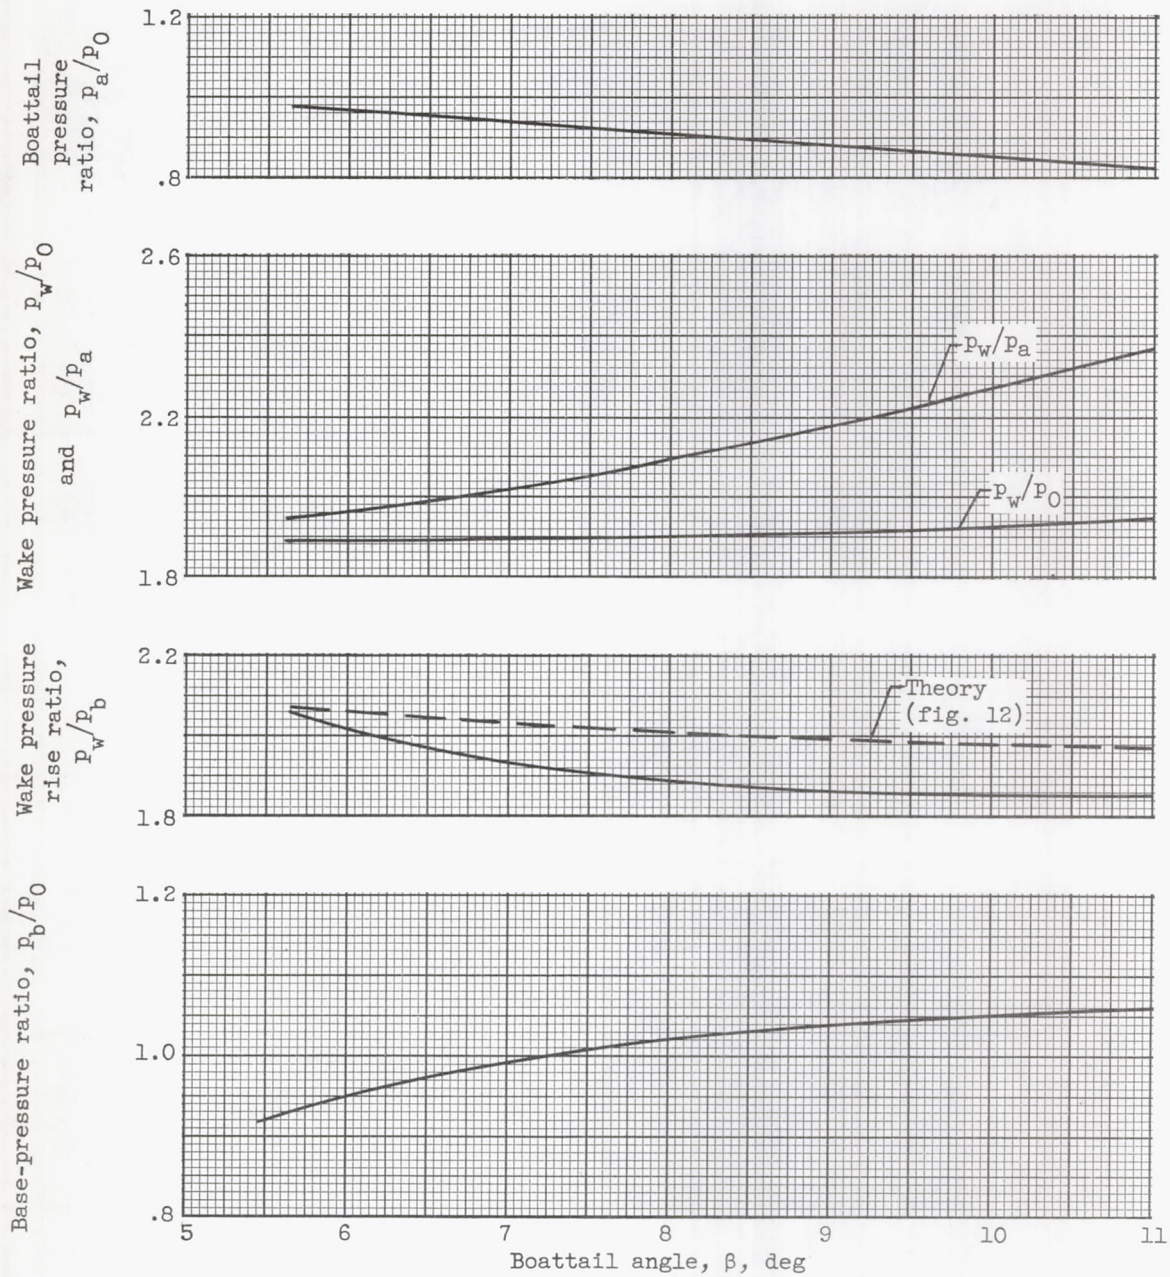 Boattail
pressure
ratio, pa/p0
1.2
.8
Wake pressure ratio, pw/p0
and pw/pa
2.6
2.2
1.8
pw/pa
pw/p0
Wake pressure
rise ratio,
pw/pb
2.2
1.8
Theory
(fig. 12)
Base-pressure ratio, pb/p0
1.2
1.0
.8
5 6 7 8 9 10 11
Boattail angle, β, deg